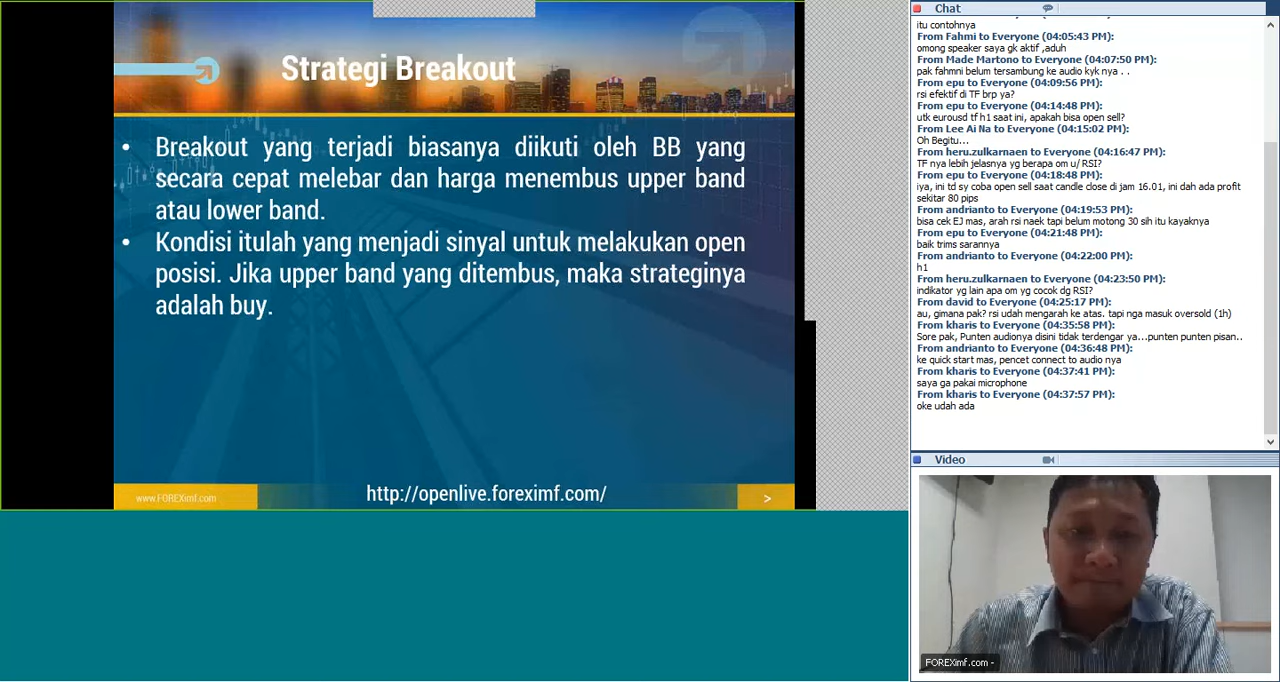 Strategi Breakout
• Breakout yang terjadi biasanya diikuti oleh BB yang
secara cepat melebar dan harga menembus upper band
atau lower band.
• Kondisi itulah yang menjadi sinyal untuk melakukan open
posisi. Jika upper band yang ditembus, maka strateginya
adalah buy.
www.FOREXimf.com
http://openlive.foreximf.com/
>
Chat
itu contohnya
From Fahmi to Everyone (04:05:43 PM):
omong speaker saya gk aktif ,aduh
From Made Martono to Everyone (04:07:50 PM):
pak fahmni belum tersambung ke audio kyk nya . .
From epu to Everyone (04:09:56 PM):
rsi efektif di TF brp ya?
From epu to Everyone (04:14:48 PM):
utk eurousd tf h1 saat ini, apakah bisa open sell?
From Lee Ai Na to Everyone (04:15:02 PM):
Oh Begitu...
From heru.zulkarnaen to Everyone (04:16:47 PM):
TF nya lebih jelasnya yg berapa om u/ RSI?
From epu to Everyone (04:18:48 PM):
iya, ini td sy coba open sell saat candle close di jam 16.01, ini dah ada profit
sekitar 80 pips
From andrianto to Everyone (04:19:53 PM):
bisa cek EJ mas, arah rsi naek tapi belum motong 30 sih itu kayaknya
From epu to Everyone (04:21:48 PM):
baik trims sarannya
From andrianto to Everyone (04:22:00 PM):
h1
From heru.zulkarnaen to Everyone (04:23:50 PM):
indikator yg lain apa om yg cocok dg RSI?
From david to Everyone (04:25:17 PM):
au, gimana pak? rsi udah mengarah ke atas. tapi nga masuk oversold (1h)
From kharis to Everyone (04:35:58 PM):
Sore pak, Punten audionya disini tidak terdengar ya...punten punten pisan..
From andrianto to Everyone (04:36:48 PM):
ke quick start mas, pencet connect to audio nya
From kharis to Everyone (04:37:41 PM):
saya ga pakai microphone
From kharis to Everyone (04:37:57 PM):
oke udah ada
Video
FOREXimf.com -